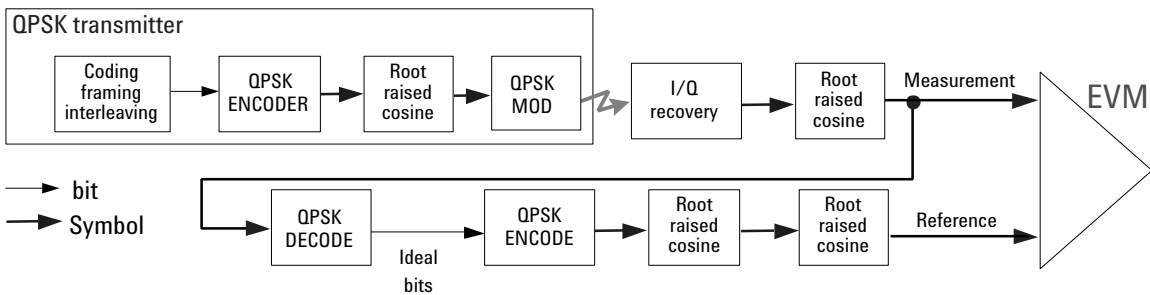 QPSK transmitter
Coding
framing
interleaving
QPSK
ENCODER
Root
raised
cosine
QPSK
MOD
I/Q
recovery
Root
raised
cosine
Measurement
EVM
bit
Symbol
QPSK
DECODE
Ideal
bits
QPSK
ENCODE
Root
raised
cosine
Root
raised
cosine
Reference